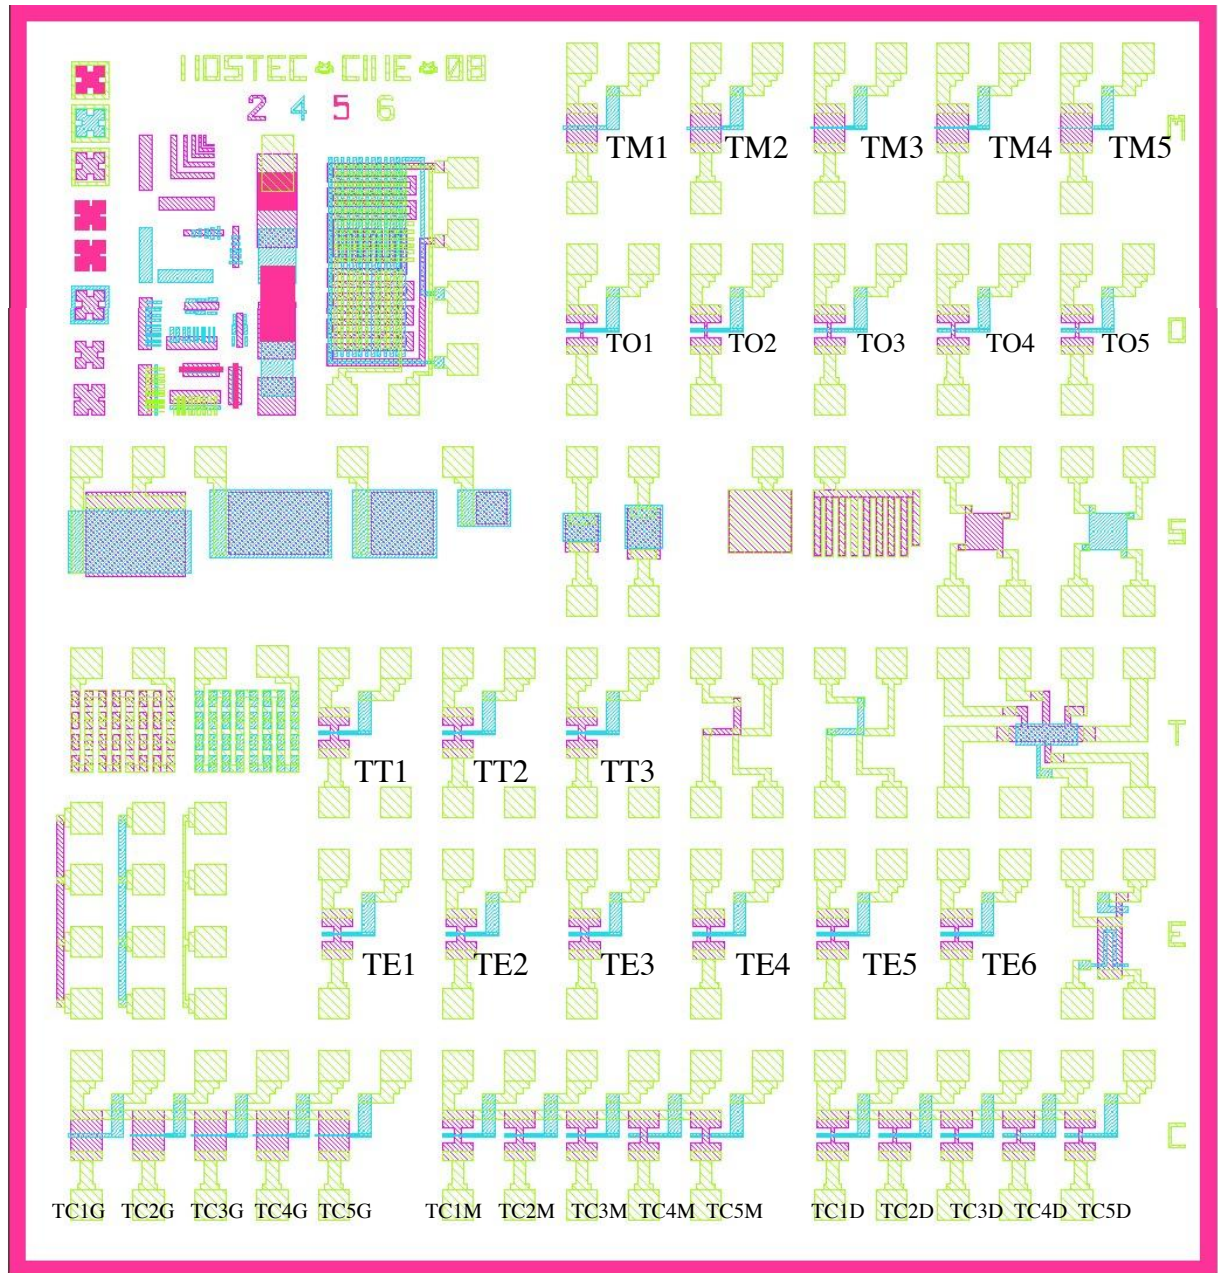 MOSTEC CIME 08
2 4 5 6
TM1 TM2 TM3 TM4 TM5 M
TO1 TO2 TO3 TO4 TO5 O
S
TT1 TT2 TT3 T
TE1 TE2 TE3 TE4 TE5 TE6 E
C
TC1G TC2G TC3G TC4G TC5G TC1M TC2M TC3M TC4M TC5M TC1D TC2D TC3D TC4D TC5D